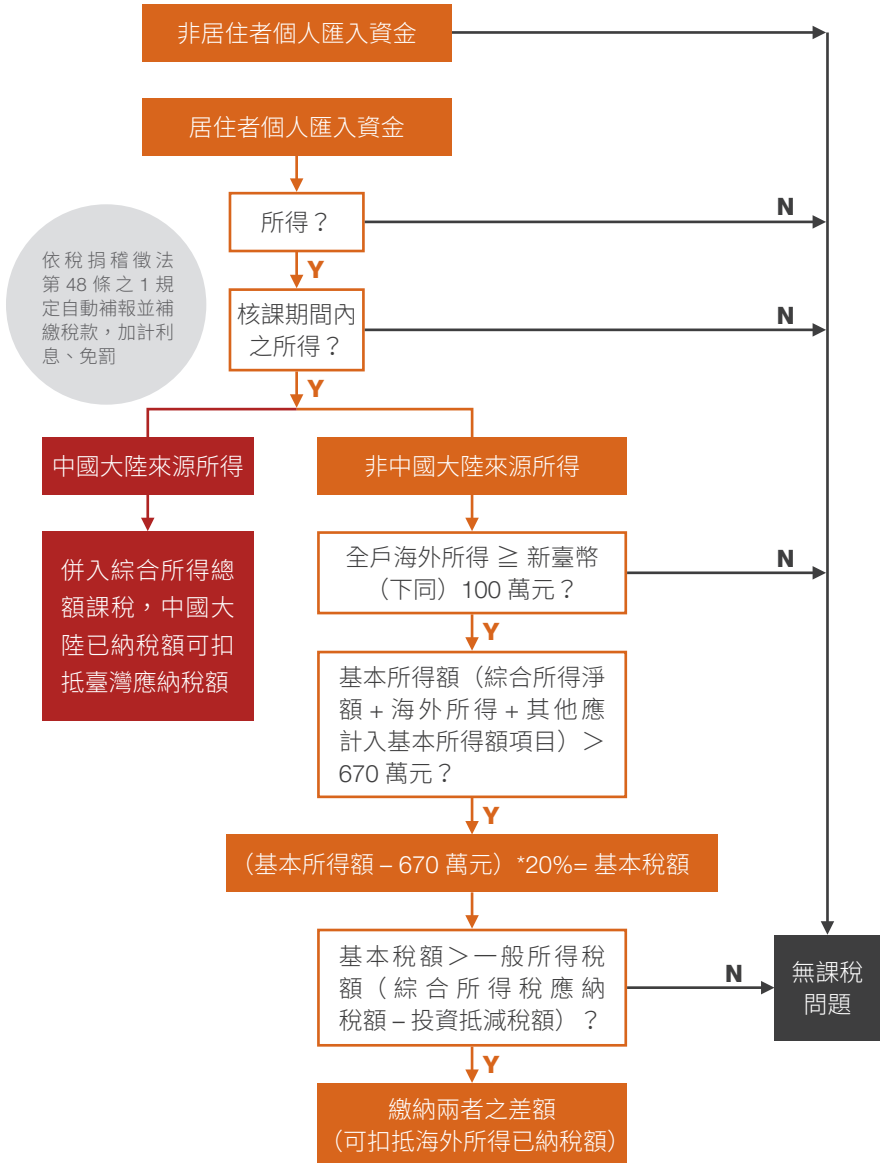 非居住者個人匯入資金
居住者個人匯入資金
所得？
N
Y
依稅捐稽徵法
第 48 條之 1 規
定自動補報並補
繳稅款，加計利
息、免罰
核課期間內
之所得？
N
Y
中國大陸來源所得
非中國大陸來源所得
併入綜合所得總
額課稅，中國大
陸已納稅額可扣
抵臺灣應納稅額
全戶海外所得 ≧ 新臺幣
（下同）100 萬元？
N
Y
基本所得額（綜合所得淨
額 + 海外所得 + 其他應
計入基本所得額項目）＞
670 萬元？
Y
（基本所得額 – 670 萬元）*20%= 基本稅額
基本稅額＞一般所得稅
額（綜合所得稅應納
稅額 – 投資抵減稅額）？
N
無課稅
問題
Y
繳納兩者之差額
（可扣抵海外所得已納稅額）